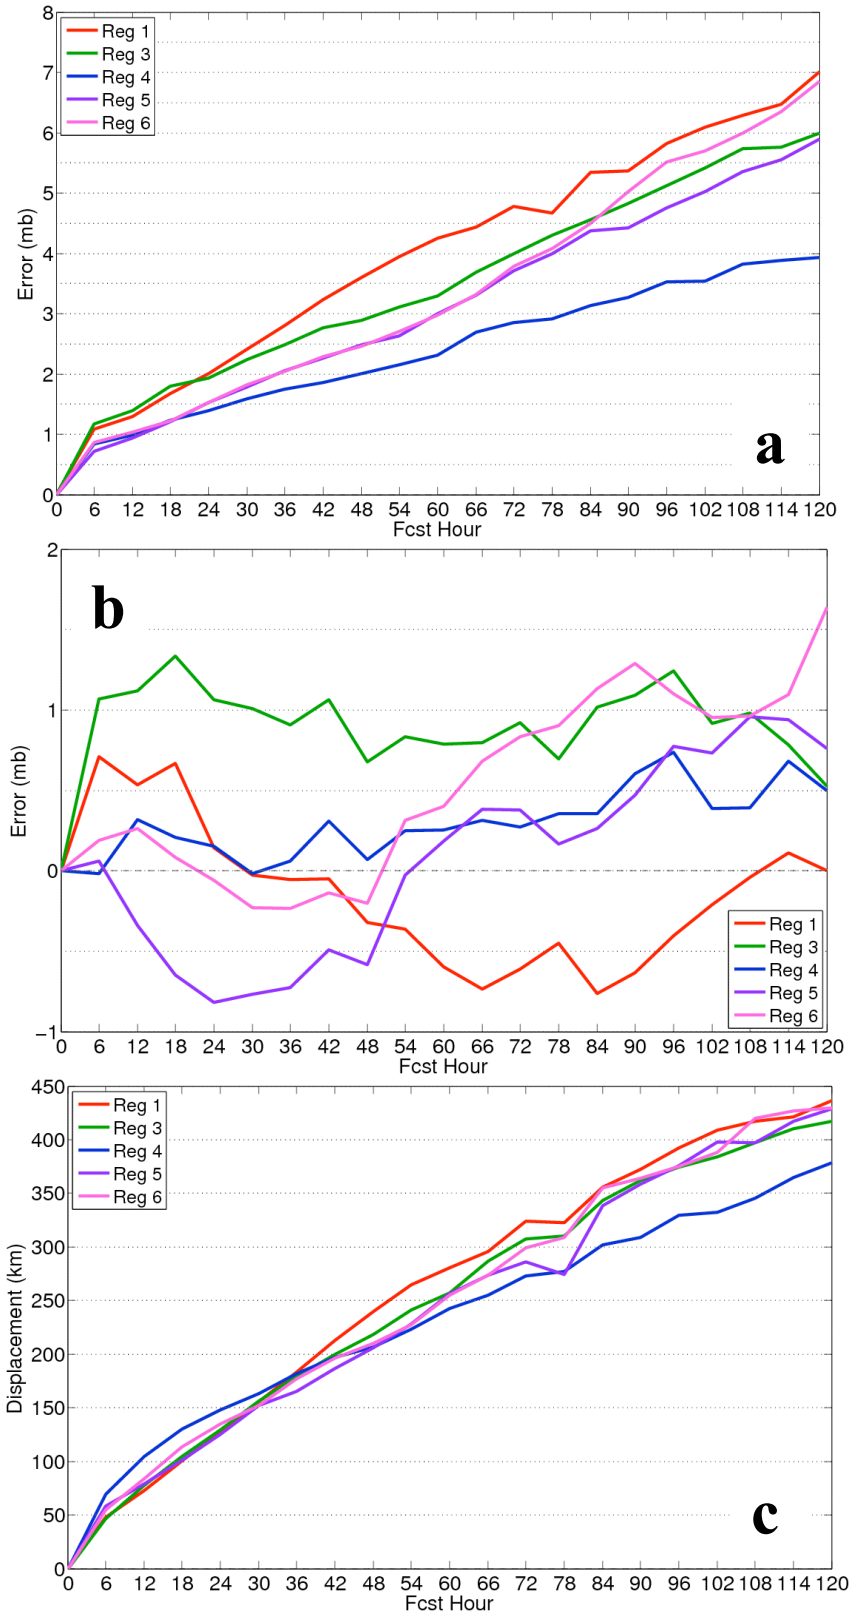 8
7
6
5
4
3
2
1
0
Error (mb)
Reg 1
Reg 3
Reg 4
Reg 5
Reg 6
a
0 6 12 18 24 30 36 42 48 54 60 66 72 78 84 90 96 102 108 114 120
Fcst Hour
2
1
0
−1
Error (mb)
b
Reg 1
Reg 3
Reg 4
Reg 5
Reg 6
0 6 12 18 24 30 36 42 48 54 60 66 72 78 84 90 96 102 108 114 120
Fcst Hour
450
400
350
300
250
200
150
100
50
0
Displacement (km)
Reg 1
Reg 3
Reg 4
Reg 5
Reg 6
c
0 6 12 18 24 30 36 42 48 54 60 66 72 78 84 90 96 102 108 114 120
Fcst Hour